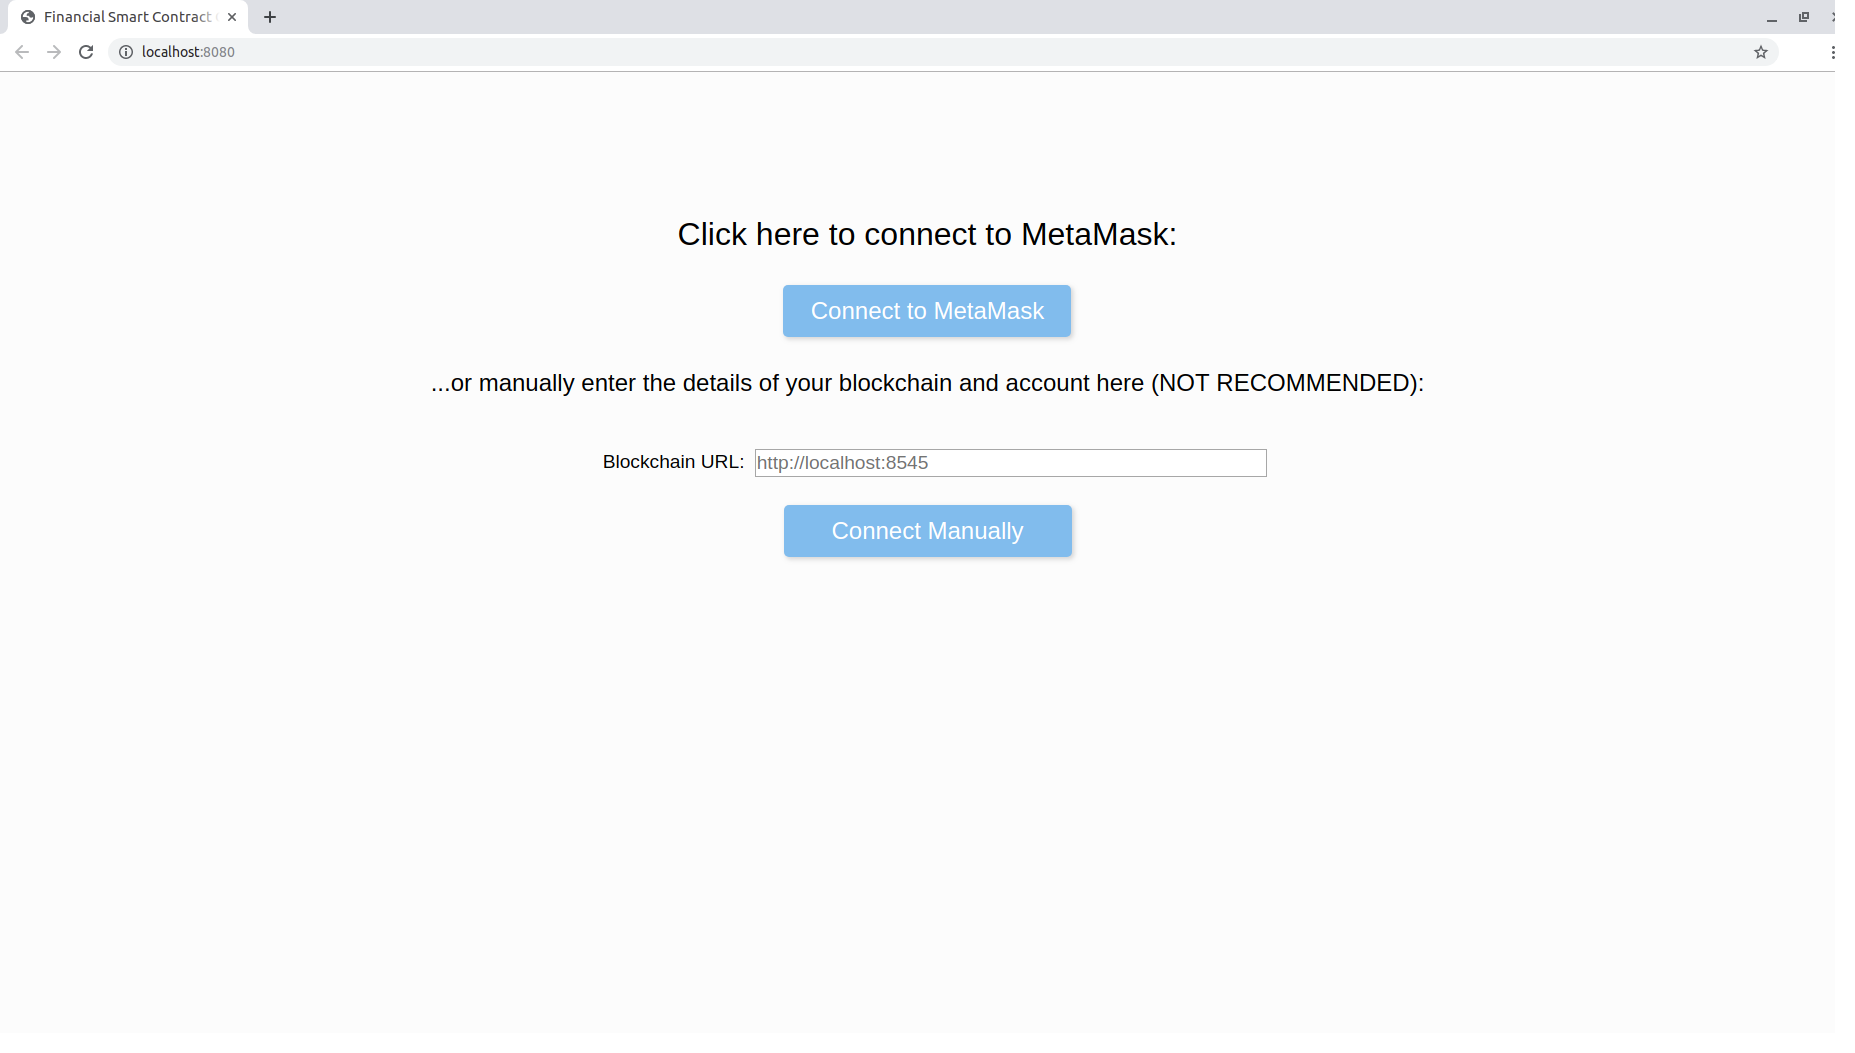 Financial Smart Contract
localhost:8080
Click here to connect to MetaMask:
Connect to MetaMask
...or manually enter the details of your blockchain and account here (NOT RECOMMENDED):
Blockchain URL: http://localhost:8545
Connect Manually